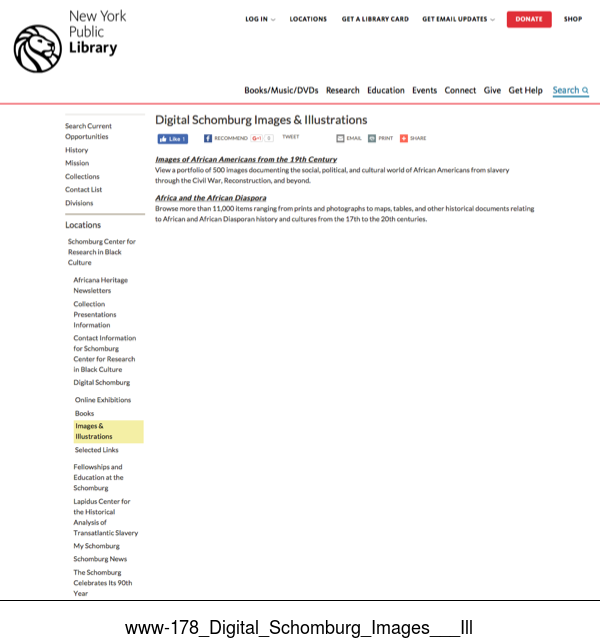 New York
Public
Library
LOG IN
LOCATIONS
GET A LIBRARY CARD
GET EMAIL UPDATES
DONATE
SHOP
Books/Music/DVDs Research Education Events Connect Give Get Help Search
Search Current
Opportunities
History
Mission
Collections
Contact List
Divisions
Locations
Schomburg Center for
Research in Black
Culture
Africana Heritage
Newsletters
Collection
Presentations
Information
Contact Information
for Schomburg
Center for Research
in Black Culture
Digital Schomburg
Online Exhibitions
Books
Images &
Illustrations
Selected Links
Fellowships and
Education at the
Schomburg
Lapidus Center for
the Historical
Analysis of
Transatlantic Slavery
My Schomburg
Schomburg News
The Schomburg
Celebrates Its 90th
Year
Digital Schomburg Images & Illustrations
Like 1
RECOMMEND
G+1
TWEET
EMAIL
PRINT
SHARE
Images of African Americans from the 19th Century
View a portfolio of 500 images documenting the social, political, and cultural world of African Americans from slavery
through the Civil War, Reconstruction, and beyond.
Africa and the African Diaspora
Browse more than 11,000 items ranging from prints and photographs to maps, tables, and other historical documents relating
to African and African Diasporan history and cultures from the 17th to the 20th centuries.
www-178_Digital_Schomburg_Images___Ill